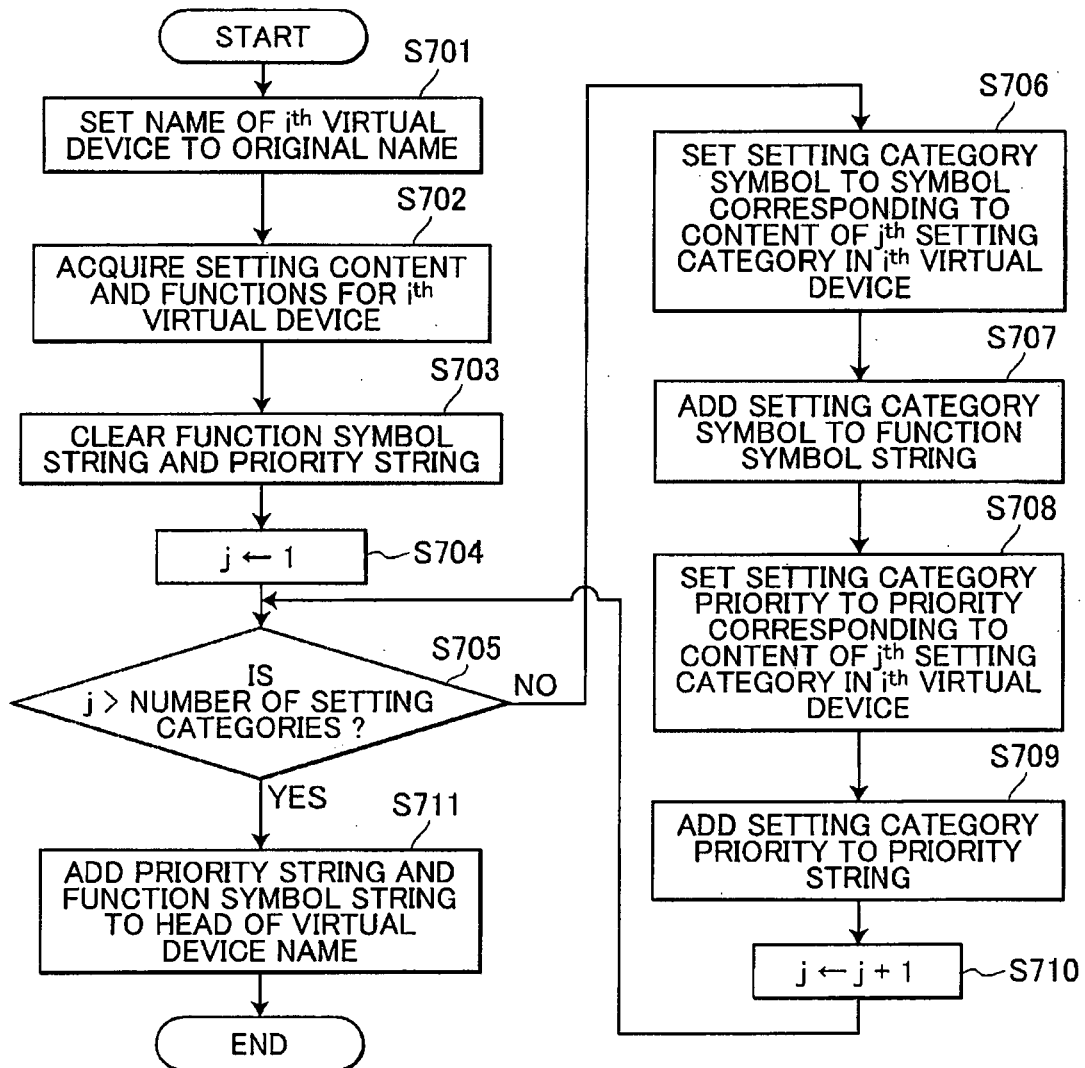 START
S701
SET NAME OF ith VIRTUAL
DEVICE TO ORIGINAL NAME
S702
ACQUIRE SETTING CONTENT
AND FUNCTIONS FOR ith
VIRTUAL DEVICE
S703
CLEAR FUNCTION SYMBOL
STRING AND PRIORITY STRING
j ← 1
S704
S705
IS
j > NUMBER OF SETTING
CATEGORIES ?
NO
YES
S711
ADD PRIORITY STRING AND
FUNCTION SYMBOL STRING
TO HEAD OF VIRTUAL
DEVICE NAME
END
S706
SET SETTING CATEGORY
SYMBOL TO SYMBOL
CORRESPONDING TO
CONTENT OF jth SETTING
CATEGORY IN ith VIRTUAL
DEVICE
S707
ADD SETTING CATEGORY
SYMBOL TO FUNCTION
SYMBOL STRING
S708
SET SETTING CATEGORY
PRIORITY TO PRIORITY
CORRESPONDING TO
CONTENT OF jth SETTING
CATEGORY IN ith VIRTUAL
DEVICE
S709
ADD SETTING CATEGORY
PRIORITY TO PRIORITY
STRING
j ← j + 1
S710